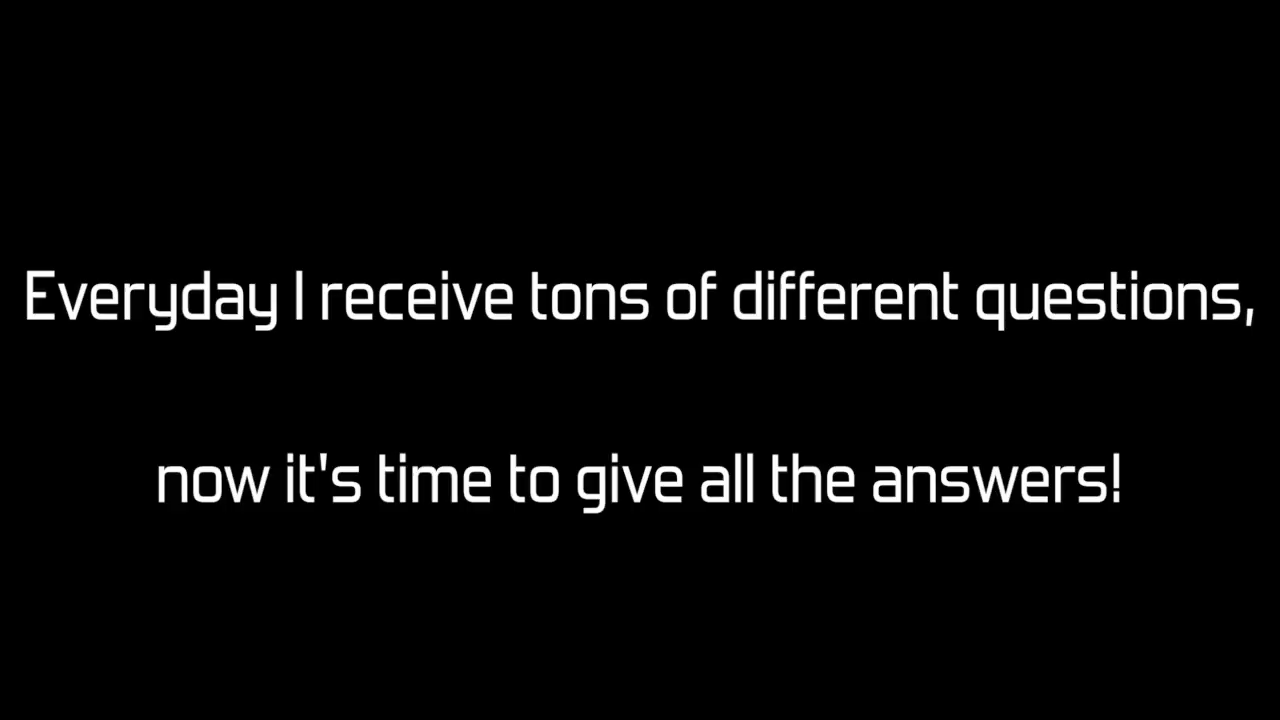 Everyday I receive tons of different questions,
now it's time to give all the answers!